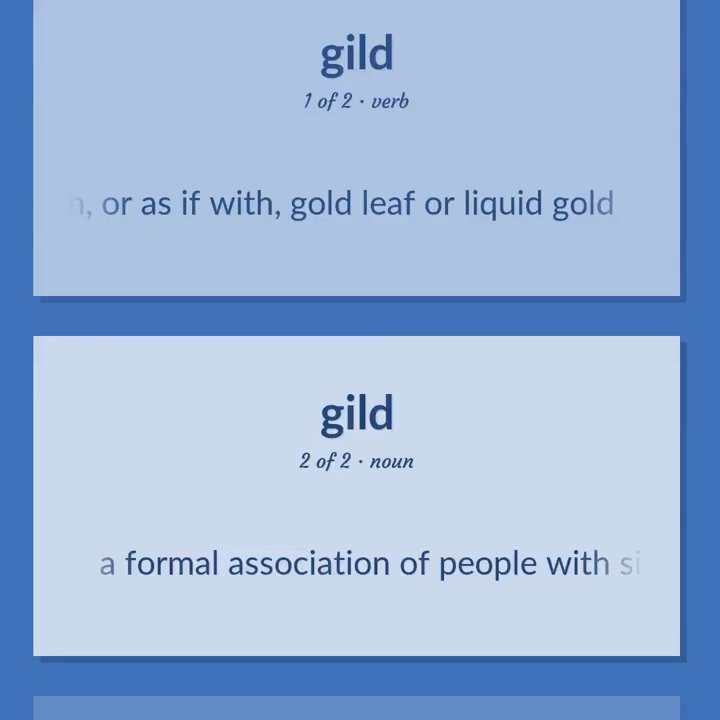 gild
1 of 2 · verb
or as if with, gold leaf or liquid gold
gild
2 of 2 · noun
a formal association of people with